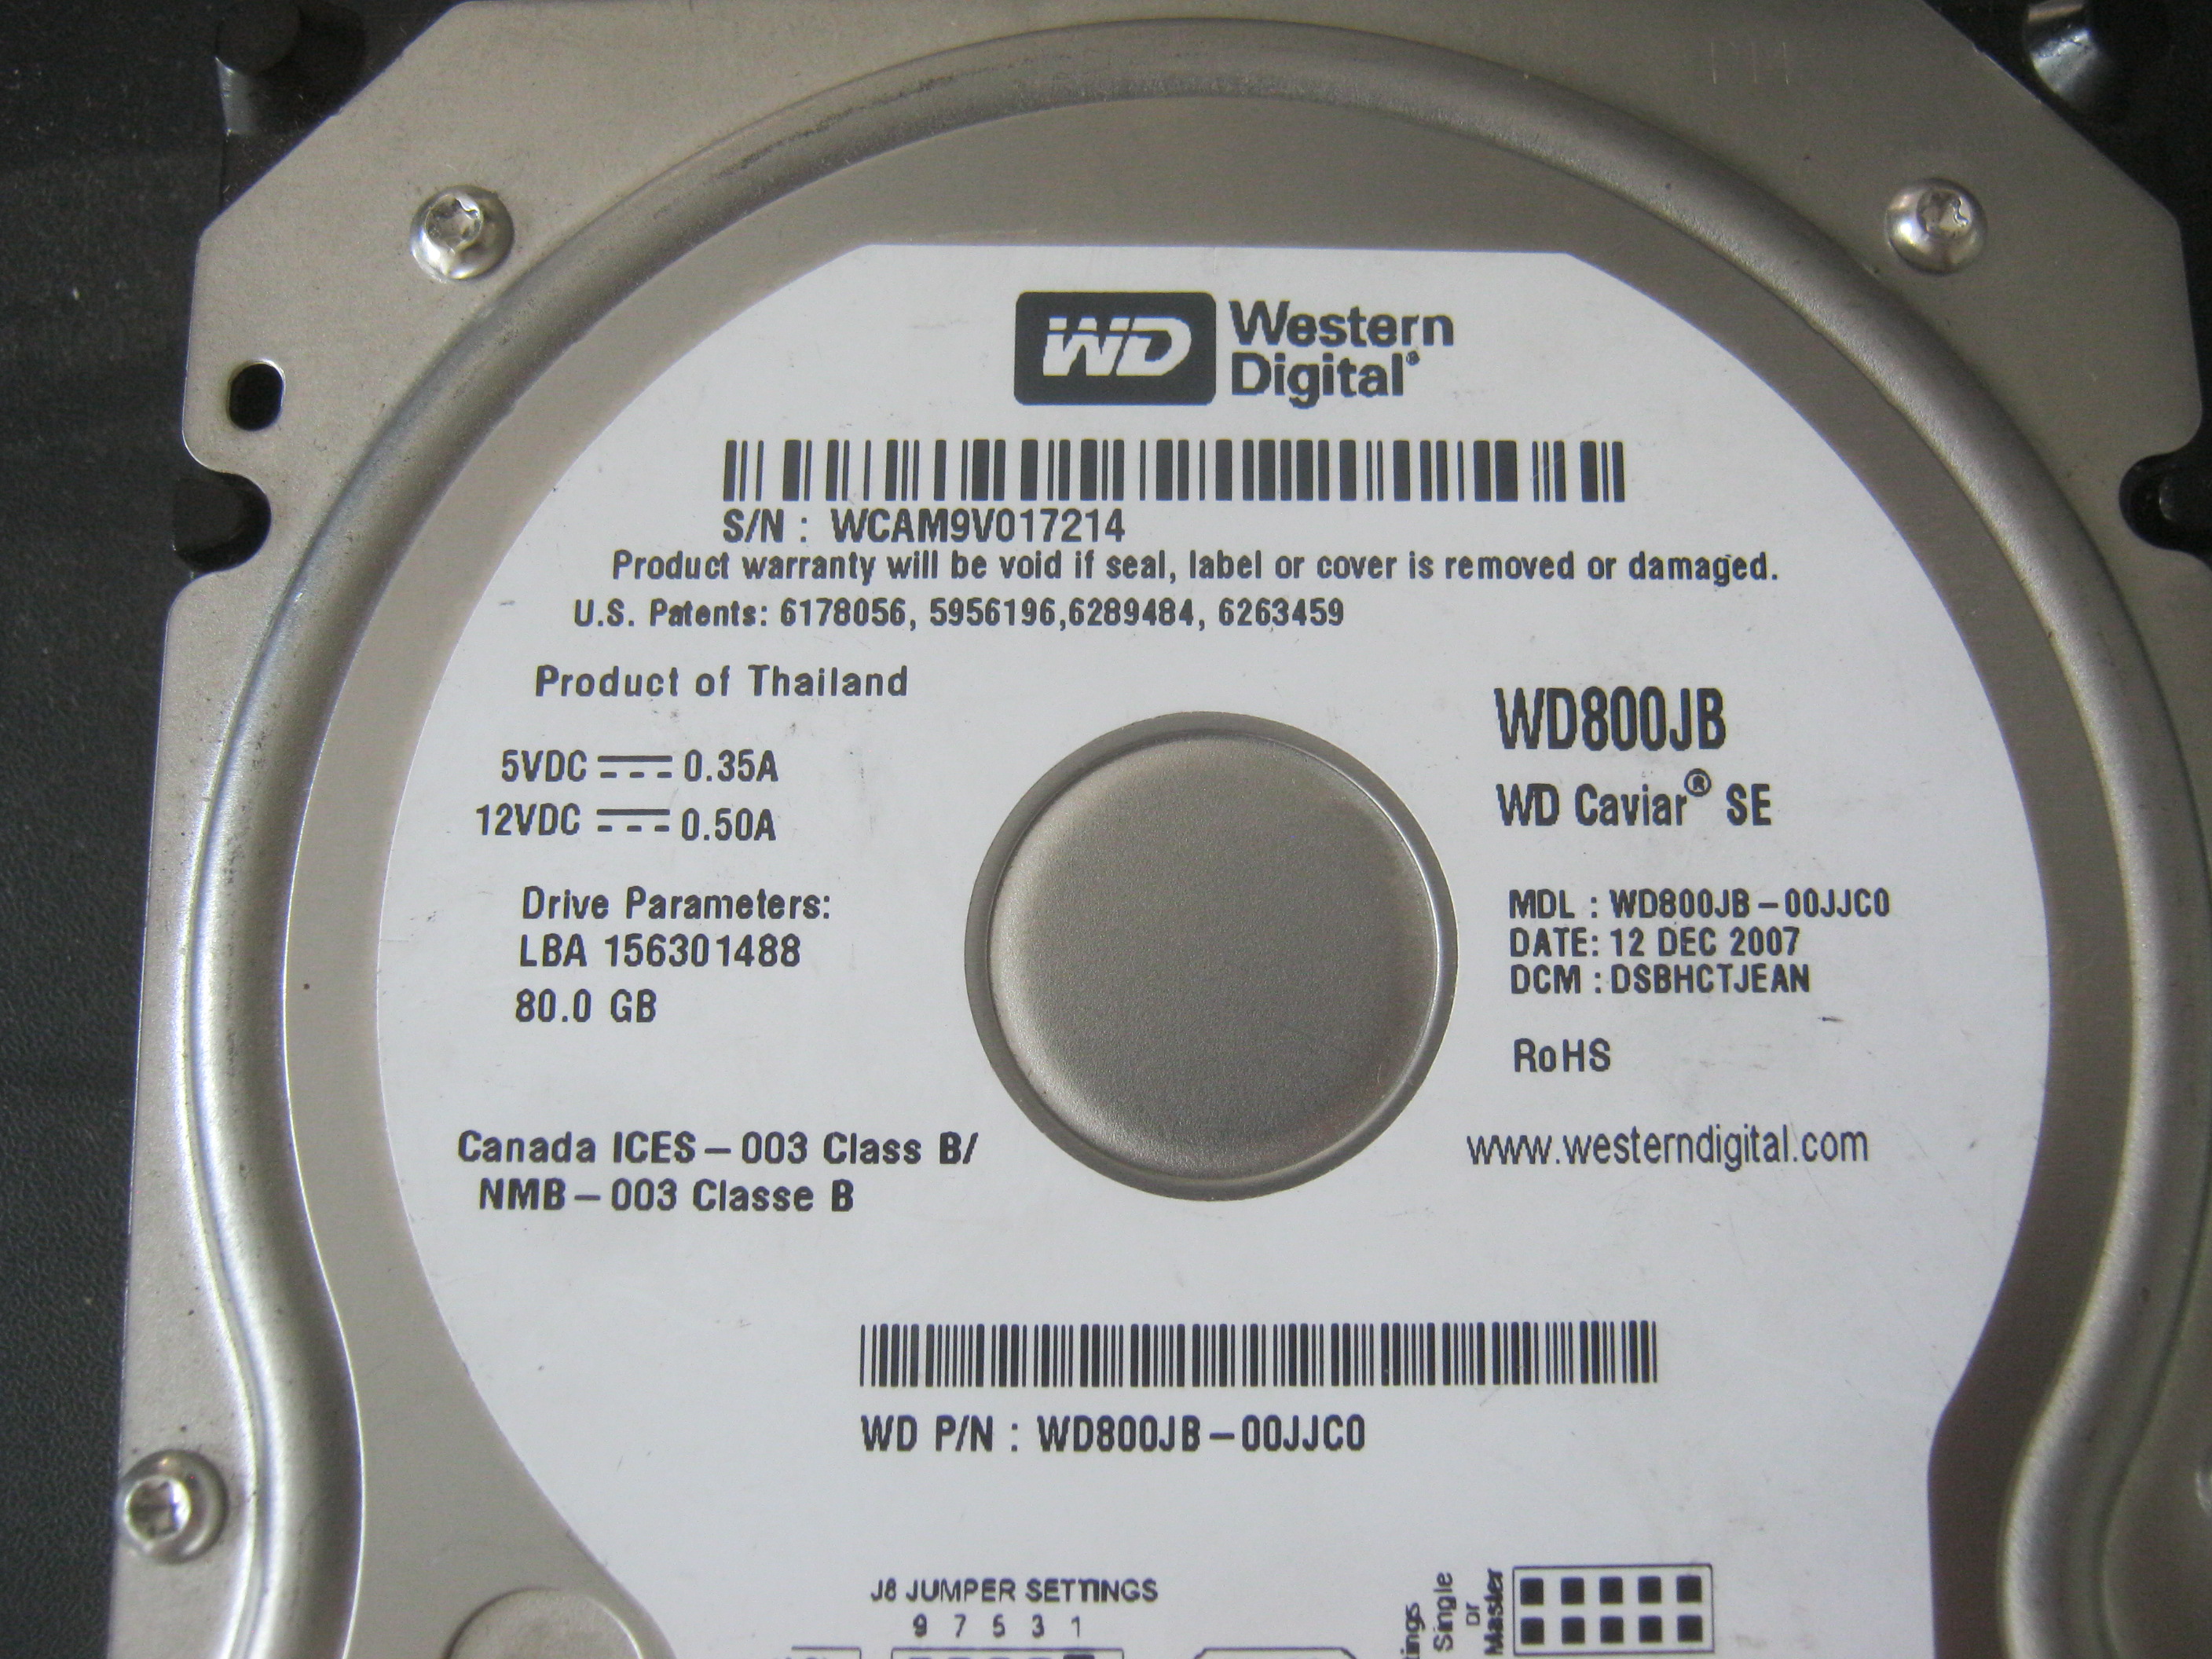 WD Western
Digital®
S/N : WCAM9V017214
Product warranty will be void if seal, label or cover is removed or damaged.
U.S. Patents: 6178056, 5956196,6289484, 6263459
Product of Thailand
5VDC 0.35A
12VDC 0.50A
Drive Parameters:
LBA 156301488
80.0 GB
Canada ICES-003 Class B/
NMB-003 Classe B
WD800JB
WD Caviar® SE
MDL : WD800JB-00JJC0
DATE: 12 DEC 2007
DCM : DSBHCTJEAN
RoHS
www.westerndigital.com
WD P/N : WD800JB-00JJC0
J8 JUMPER SETTINGS
9 7 5 3 1
Single
or
Master